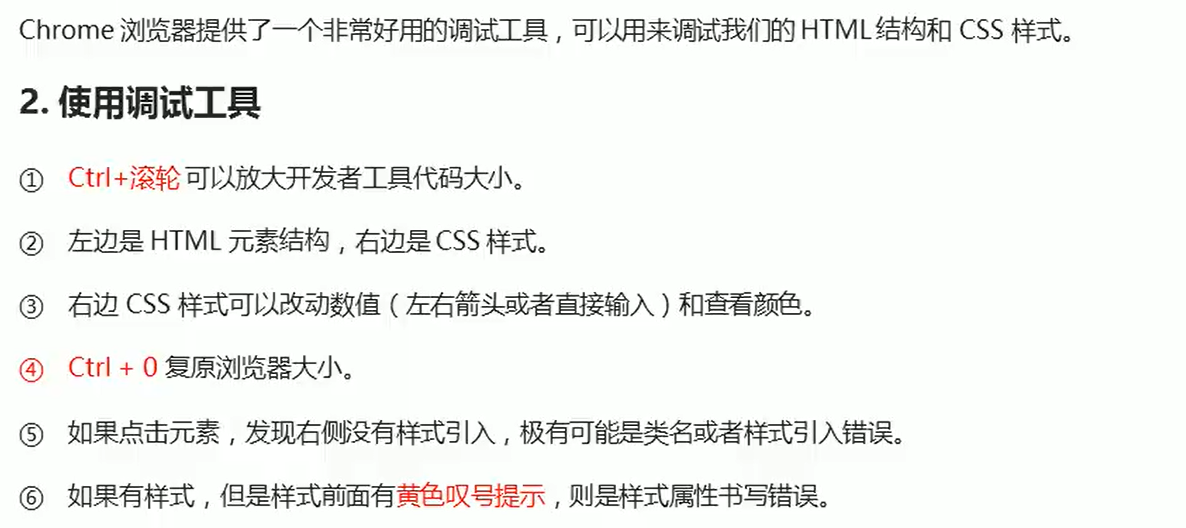 Chrome 浏览器提供了一个非常好用的调试工具，可以用来调试我们的 HTML 结构和 CSS 样式。
2. 使用调试工具
① Ctrl+滚轮 可以放大开发者工具代码大小。
② 左边是 HTML 元素结构，右边是 CSS 样式。
③ 右边 CSS 样式可以改动数值（左右箭头或者直接输入）和查看颜色。
④ Ctrl + 0 复原浏览器大小。
⑤ 如果点击元素，发现右侧没有样式引入，极有可能是类名或者样式引入错误。
⑥ 如果有样式，但是样式前面有黄色叹号提示，则是样式属性书写错误。